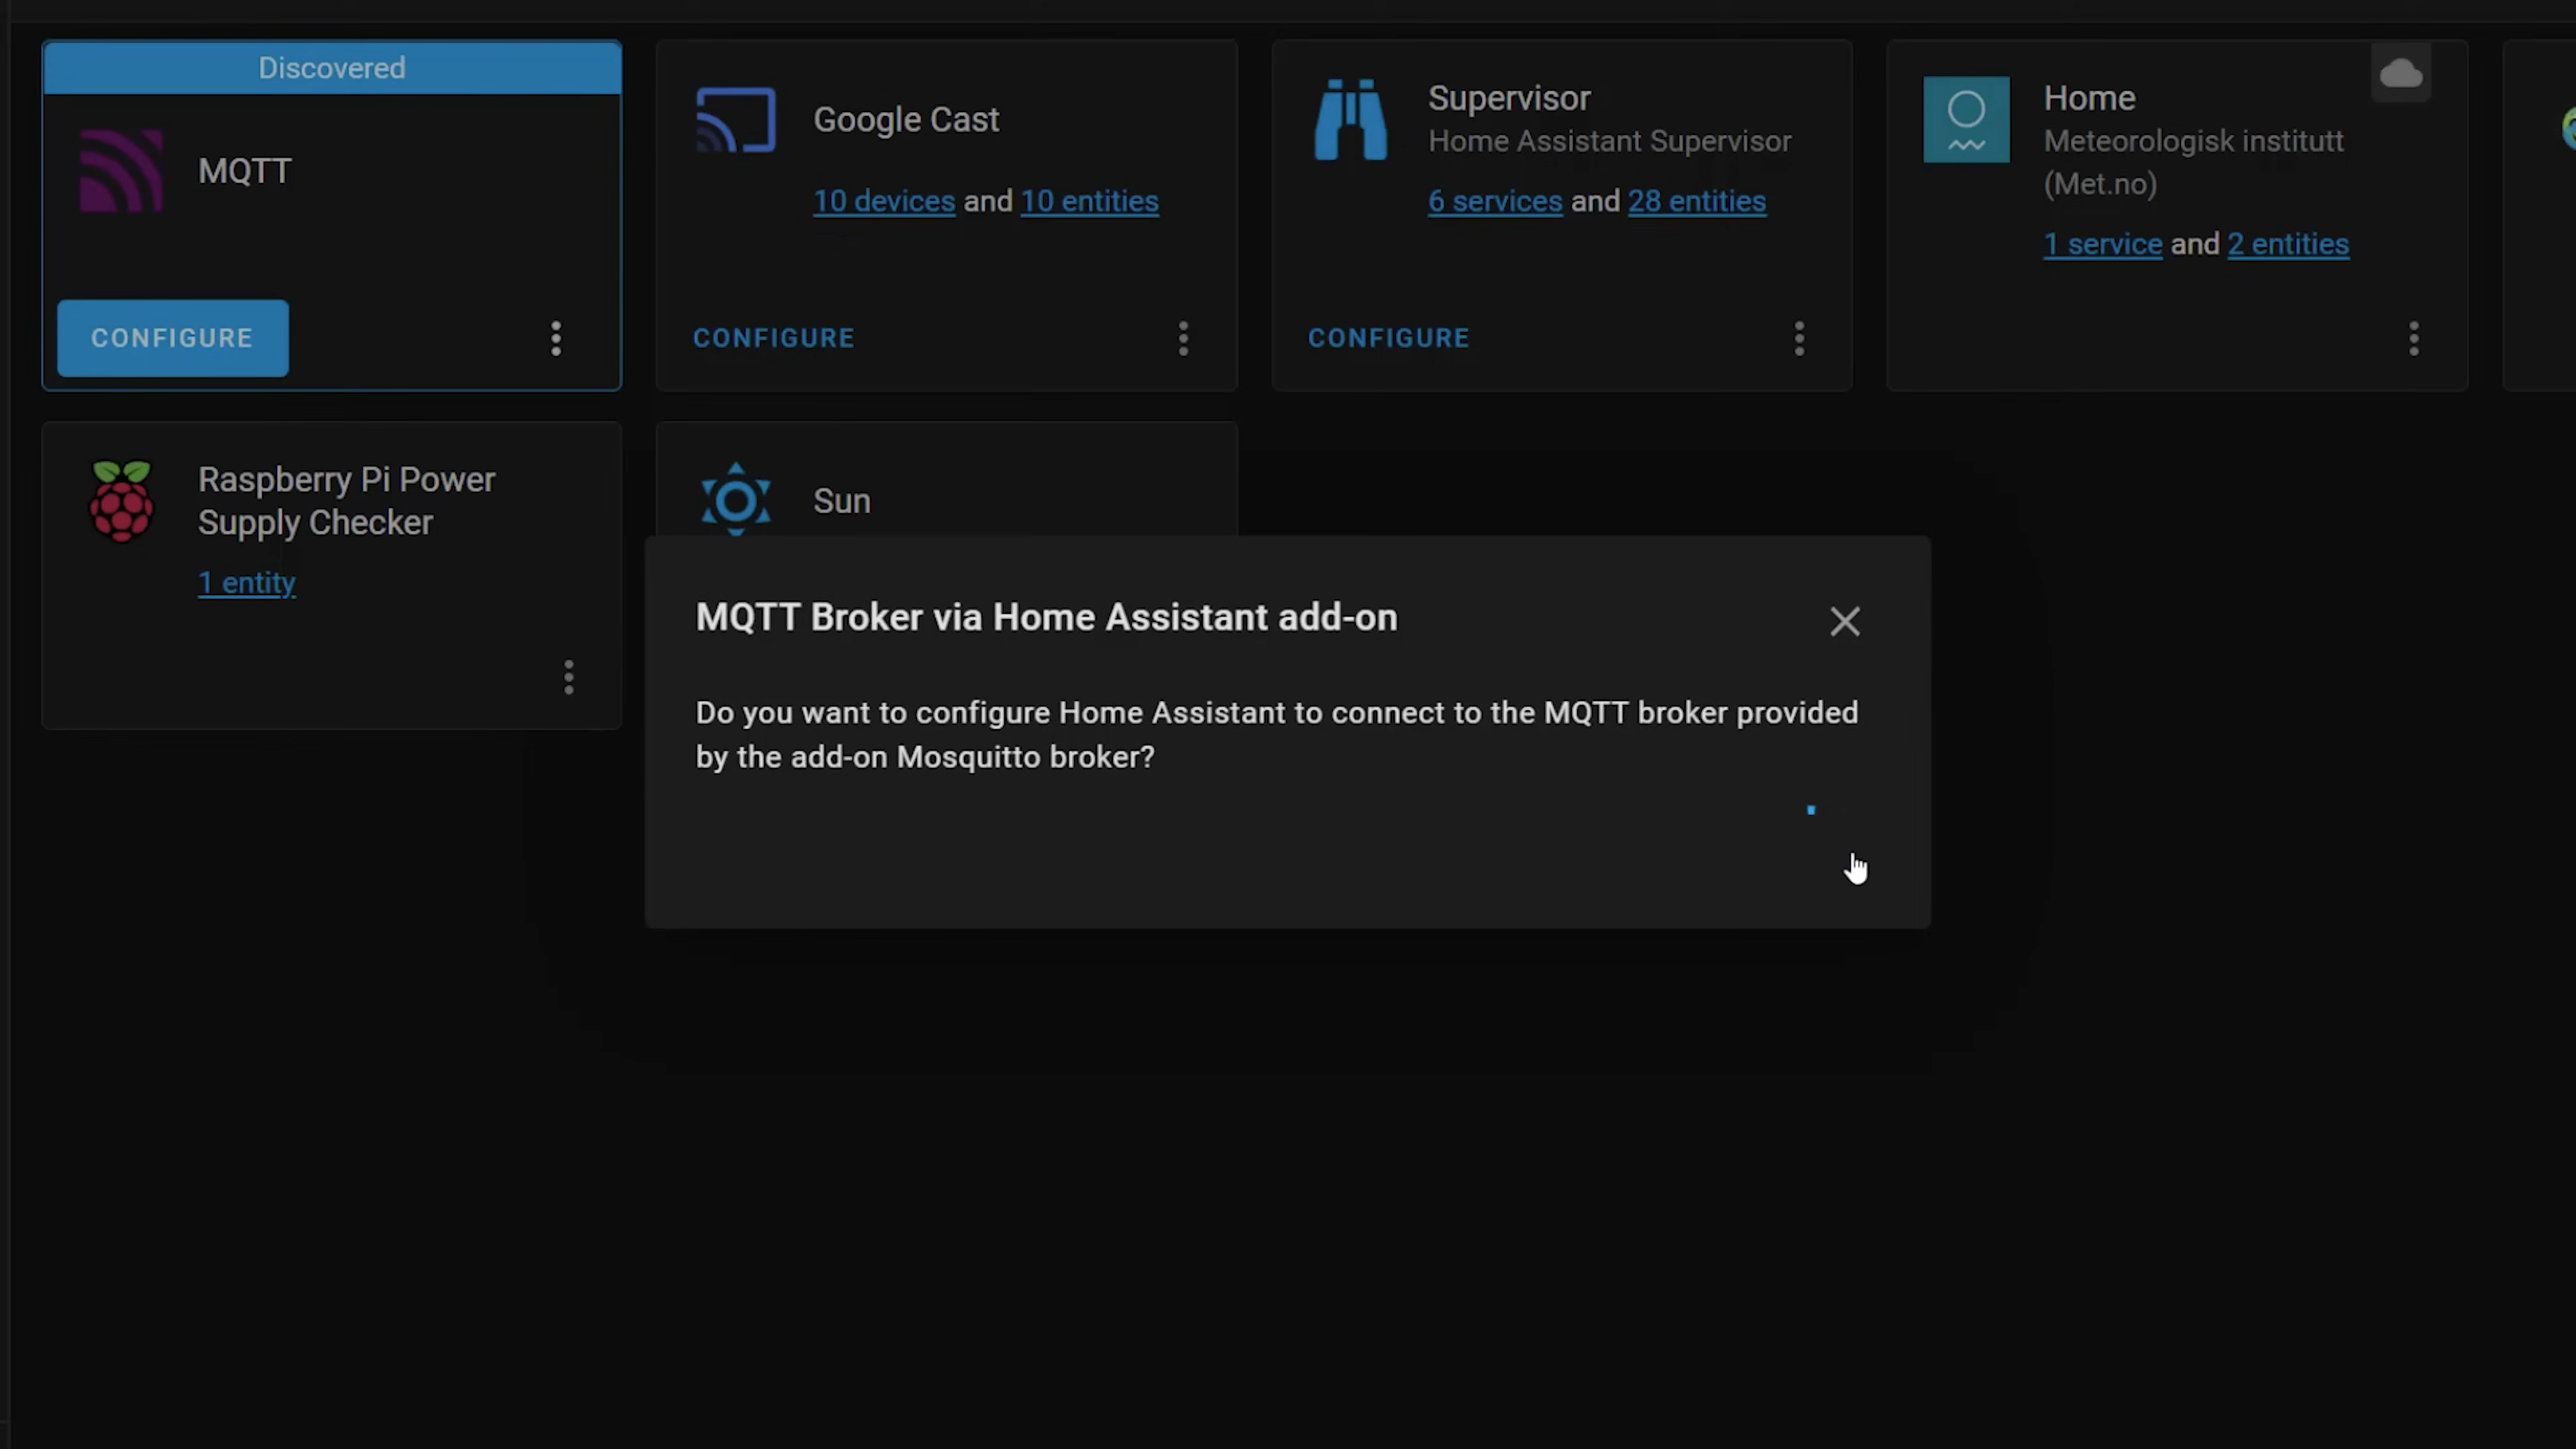 Discovered
MQTT
CONFIGURE
Google Cast
10 devices and 10 entities
CONFIGURE
Supervisor
Home Assistant Supervisor
6 services and 28 entities
CONFIGURE
Home
Meteorologisk institutt
(Met.no)
1 service and 2 entities
Raspberry Pi Power
Supply Checker
1 entity
Sun
MQTT Broker via Home Assistant add-on
Do you want to configure Home Assistant to connect to the MQTT broker provided
by the add-on Mosquitto broker?